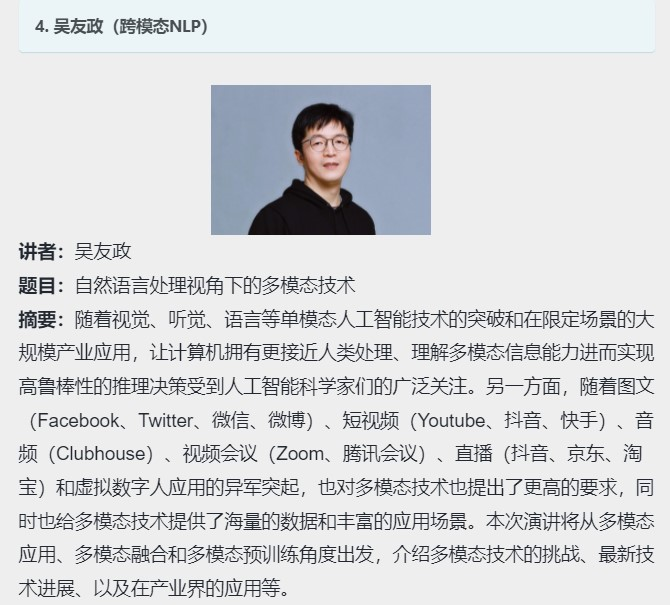 4. 吴友政（跨模态NLP）
讲者：吴友政
题目：自然语言处理视角下的多模态技术
摘要：随着视觉、听觉、语言等单模态人工智能技术的突破和在限定场景的大
规模产业应用，让计算机拥有更接近人类处理、理解多模态信息能力进而实现
高鲁棒性的推理决策受到人工智能科学家们的广泛关注。另一方面，随着图文
（Facebook、Twitter、微信、微博）、短视频（Youtube、抖音、快手）、音
频（Clubhouse）、视频会议（Zoom、腾讯会议）、直播（抖音、京东、淘
宝）和虚拟数字人应用的异军突起，也对多模态技术也提出了更高的要求，同
时也给多模态技术提供了海量的数据和丰富的应用场景。本次演讲将从多模态
应用、多模态融合和多模态预训练角度出发，介绍多模态技术的挑战、最新技
术进展、以及在产业界的应用等。